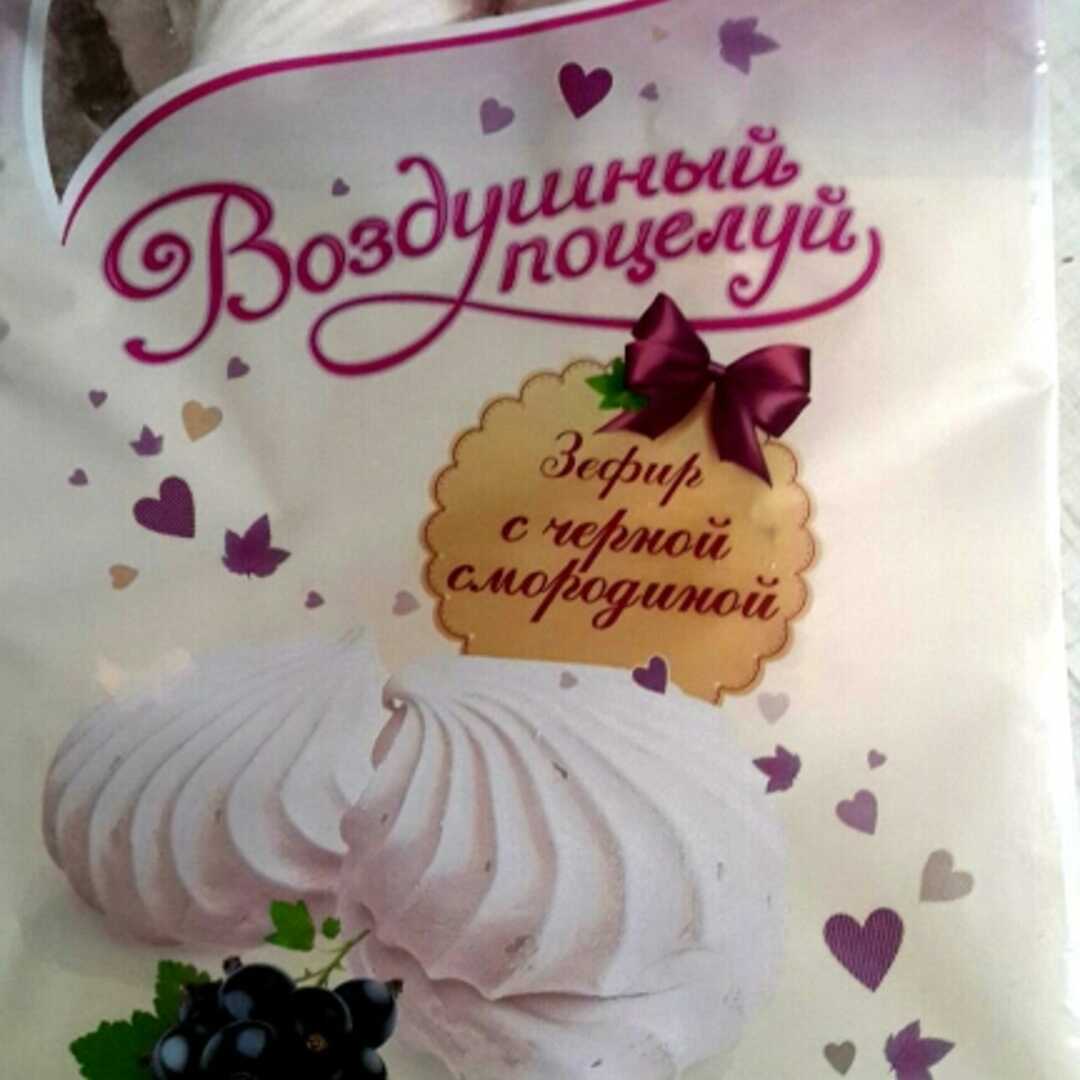 Воздушный
поцелуй
Зефир
с черной
смородиной